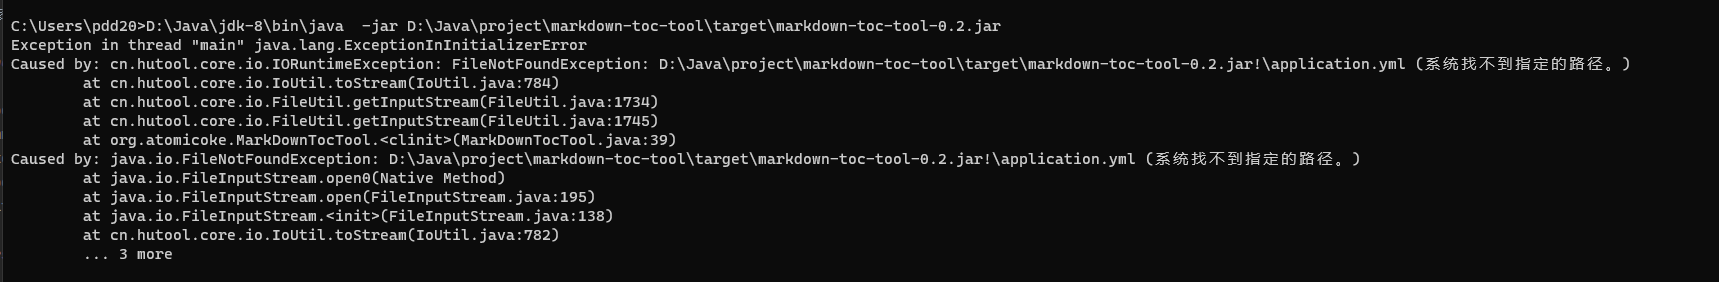 C:\Users\pdd20>D:\Java\jdk-8\bin\java  -jar D:\Java\project\markdown-toc-tool\target\markdown-toc-tool-0.2.jar
Exception in thread "main" java.lang.ExceptionInInitializerError
Caused by: cn.hutool.core.io.IORuntimeException: FileNotFoundException: D:\Java\project\markdown-toc-tool\target\markdown-toc-tool-0.2.jar!\application.yml (系统找不到指定的路径。)
        at cn.hutool.core.io.IoUtil.toStream(IoUtil.java:784)
        at cn.hutool.core.io.FileUtil.getInputStream(FileUtil.java:1734)
        at cn.hutool.core.io.FileUtil.getInputStream(FileUtil.java:1745)
        at org.atomicoke.MarkDownTocTool.<clinit>(MarkDownTocTool.java:39)
Caused by: java.io.FileNotFoundException: D:\Java\project\markdown-toc-tool\target\markdown-toc-tool-0.2.jar!\application.yml (系统找不到指定的路径。)
        at java.io.FileInputStream.open0(Native Method)
        at java.io.FileInputStream.open(FileInputStream.java:195)
        at java.io.FileInputStream.<init>(FileInputStream.java:138)
        at cn.hutool.core.io.IoUtil.toStream(IoUtil.java:782)
        ... 3 more